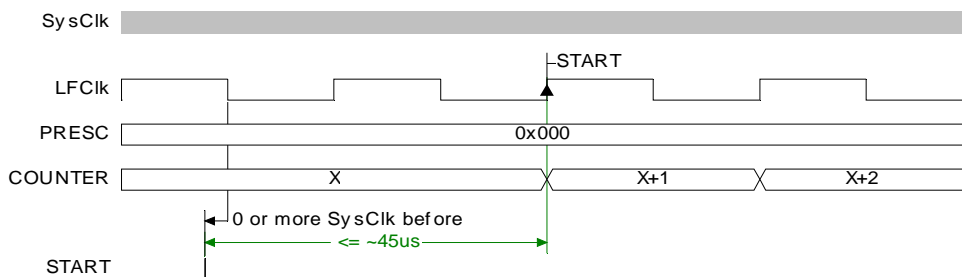 SysClk
START
LFClk
PRESC
0x000
COUNTER
X
X+1
X+2
0 or more SysClk before
<= ~45us
START